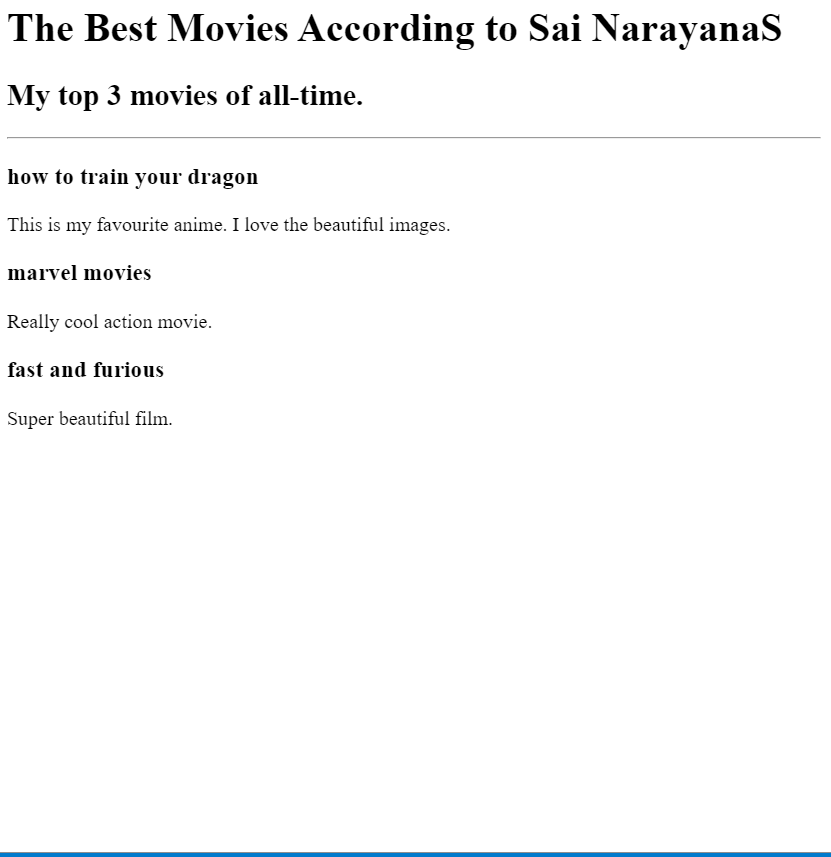 The Best Movies According to Sai NarayanaS
My top 3 movies of all-time.
how to train your dragon
This is my favourite anime. I love the beautiful images.
marvel movies
Really cool action movie.
fast and furious
Super beautiful film.